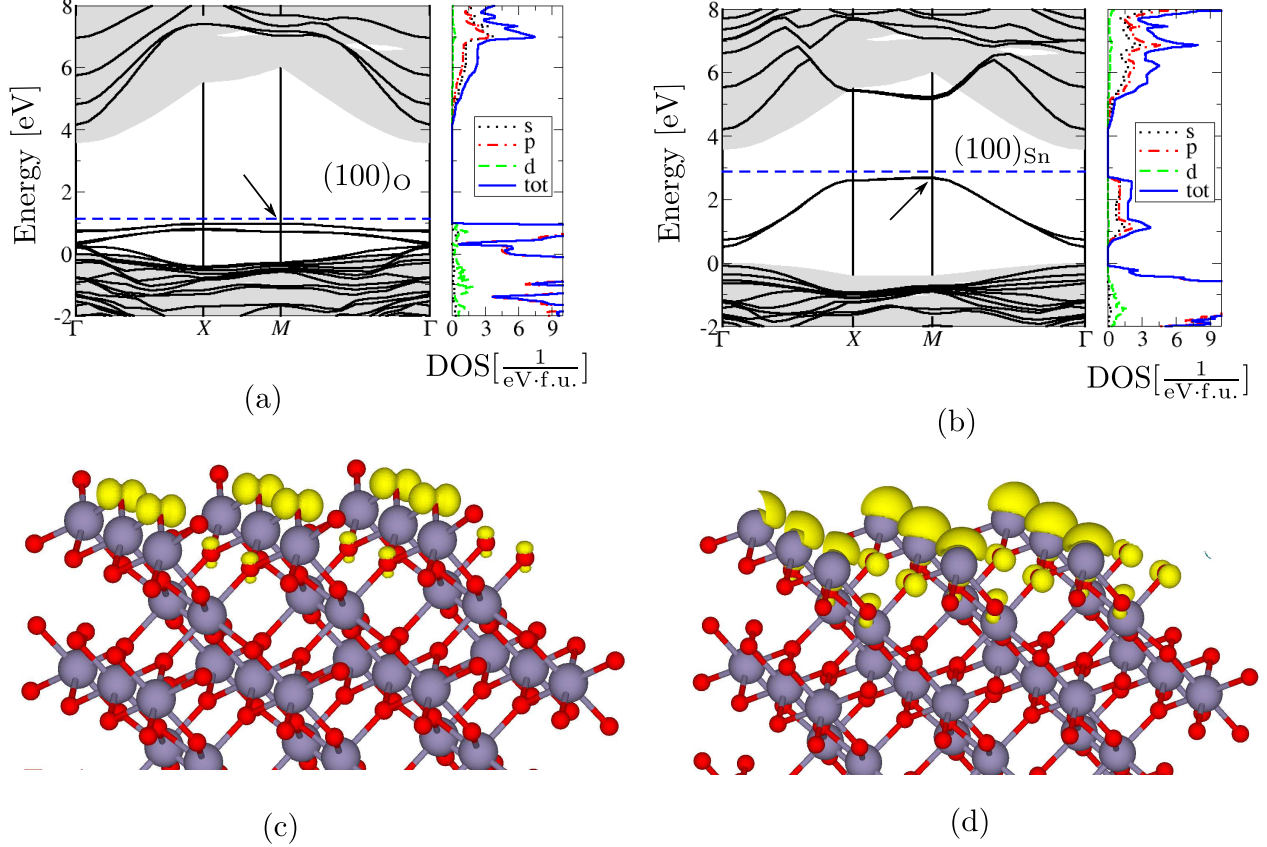 8
6
4
2
0
-2
Energy [eV]
(100)O
Γ
X
M
Γ
s
p
d
tot
0
3
6
9
DOS[1/eV·f.u.]
(a)
8
6
4
2
0
-2
Energy [eV]
(100)Sn
Γ
X
M
Γ
s
p
d
tot
0
3
6
9
DOS[1/eV·f.u.]
(b)
(c)
(d)